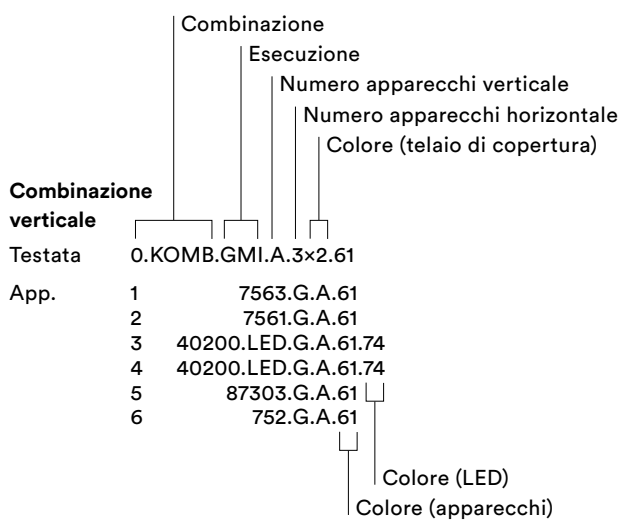 Combinazione
Esecuzione
Numero apparecchi verticale
Numero apparecchi horizontale
Colore (telaio di copertura)
Combinazione
verticale
Testata 0.KOMB.GMI.A.3×2.61
App. 1 7563.G.A.61
2 7561.G.A.61
3 40200.LED.G.A.61.74
4 40200.LED.G.A.61.74
5 87303.G.A.61
6 752.G.A.61
Colore (LED)
Colore (apparecchi)